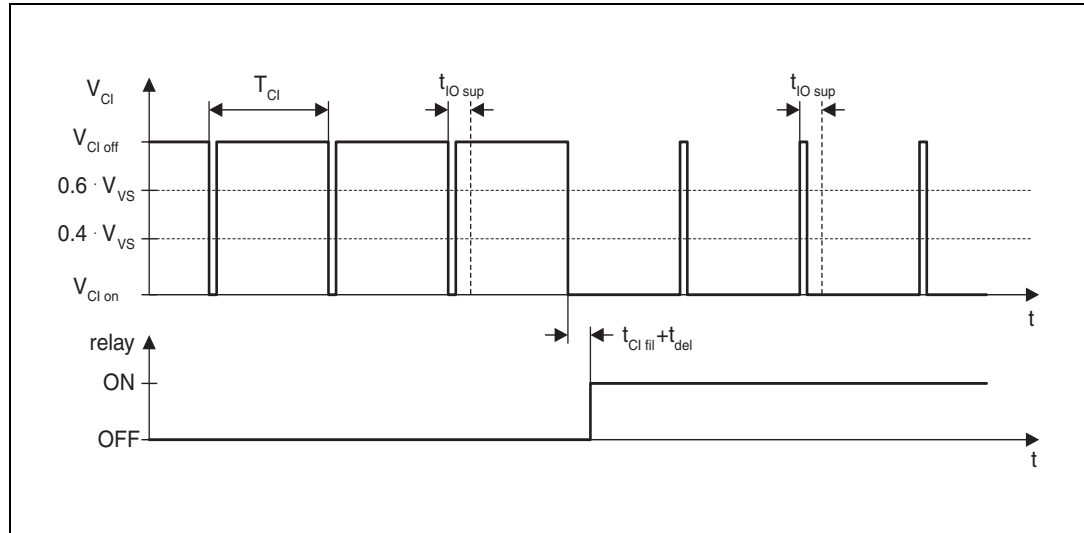 V_CI
T_CI
t_IO sup
t_IO sup
V_CI off
0.6 · V_VS
0.4 · V_VS
V_CI on
t
relay
t_CI fil+t_del
ON
OFF
t